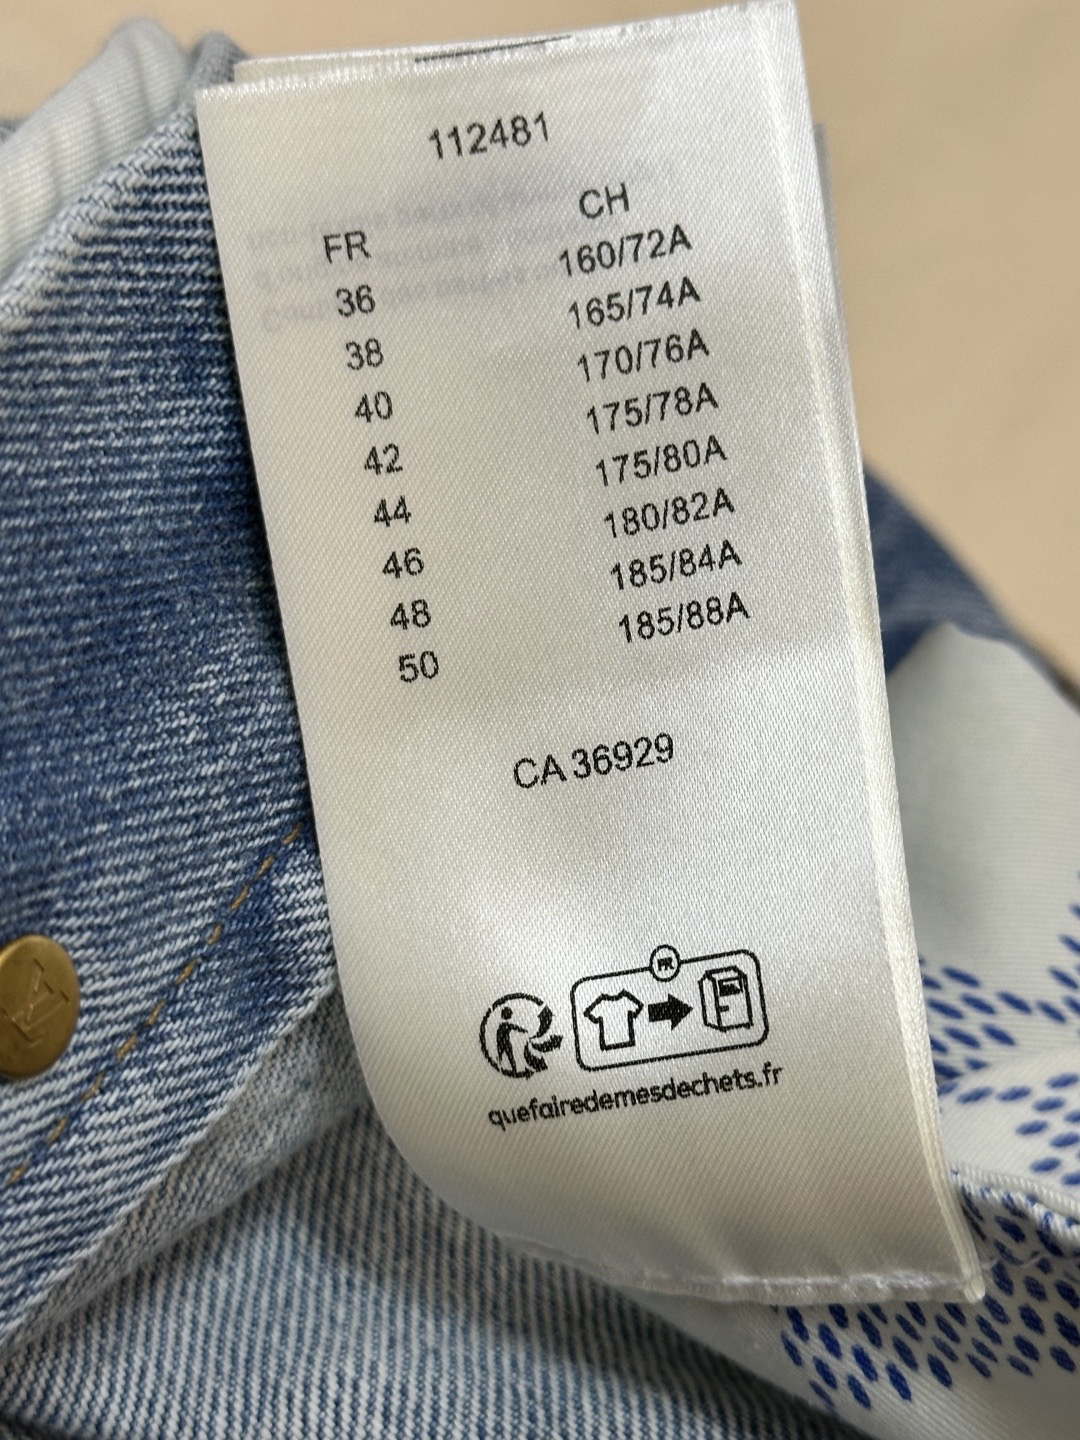 112481
FR CH
36 160/72A
38 165/74A
40 170/76A
42 175/78A
44 175/80A
46 180/82A
48 185/84A
50 185/88A
CA 36929
FR
quefairedemesdechets.fr
LV